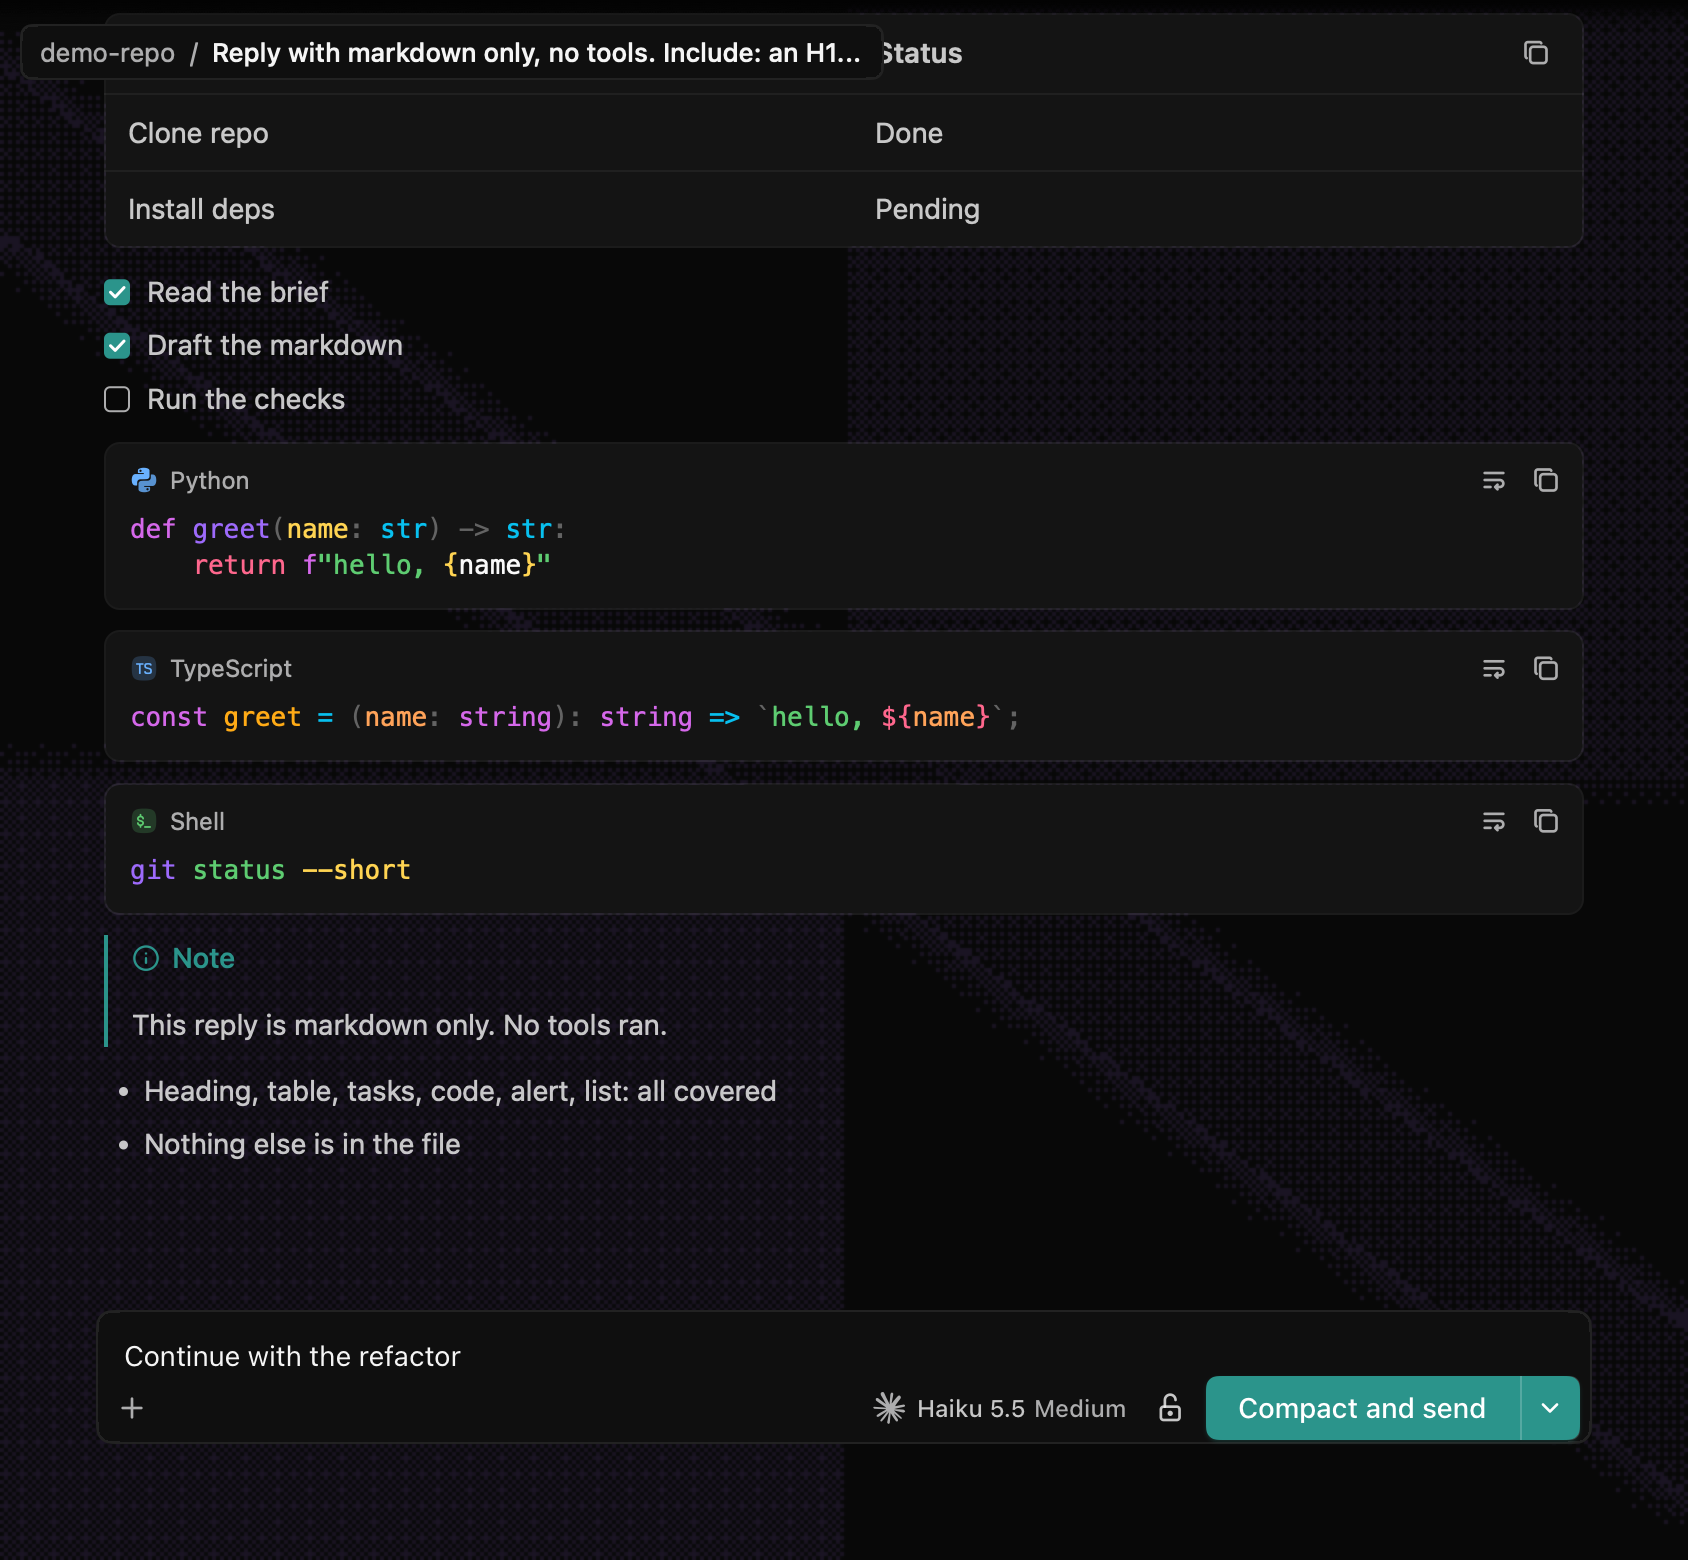 demo-repo / Reply with markdown only, no tools. Include: an H1... Status
Clone repo Done
Install deps Pending
Read the brief
Draft the markdown
Run the checks
Python
def greet(name: str) -> str:
    return f"hello, {name}"
TS TypeScript
const greet = (name: string): string => `hello, ${name}`;
$_ Shell
git status --short
Note
This reply is markdown only. No tools ran.
• Heading, table, tasks, code, alert, list: all covered
• Nothing else is in the file
Continue with the refactor
Haiku 5.5 Medium Compact and send